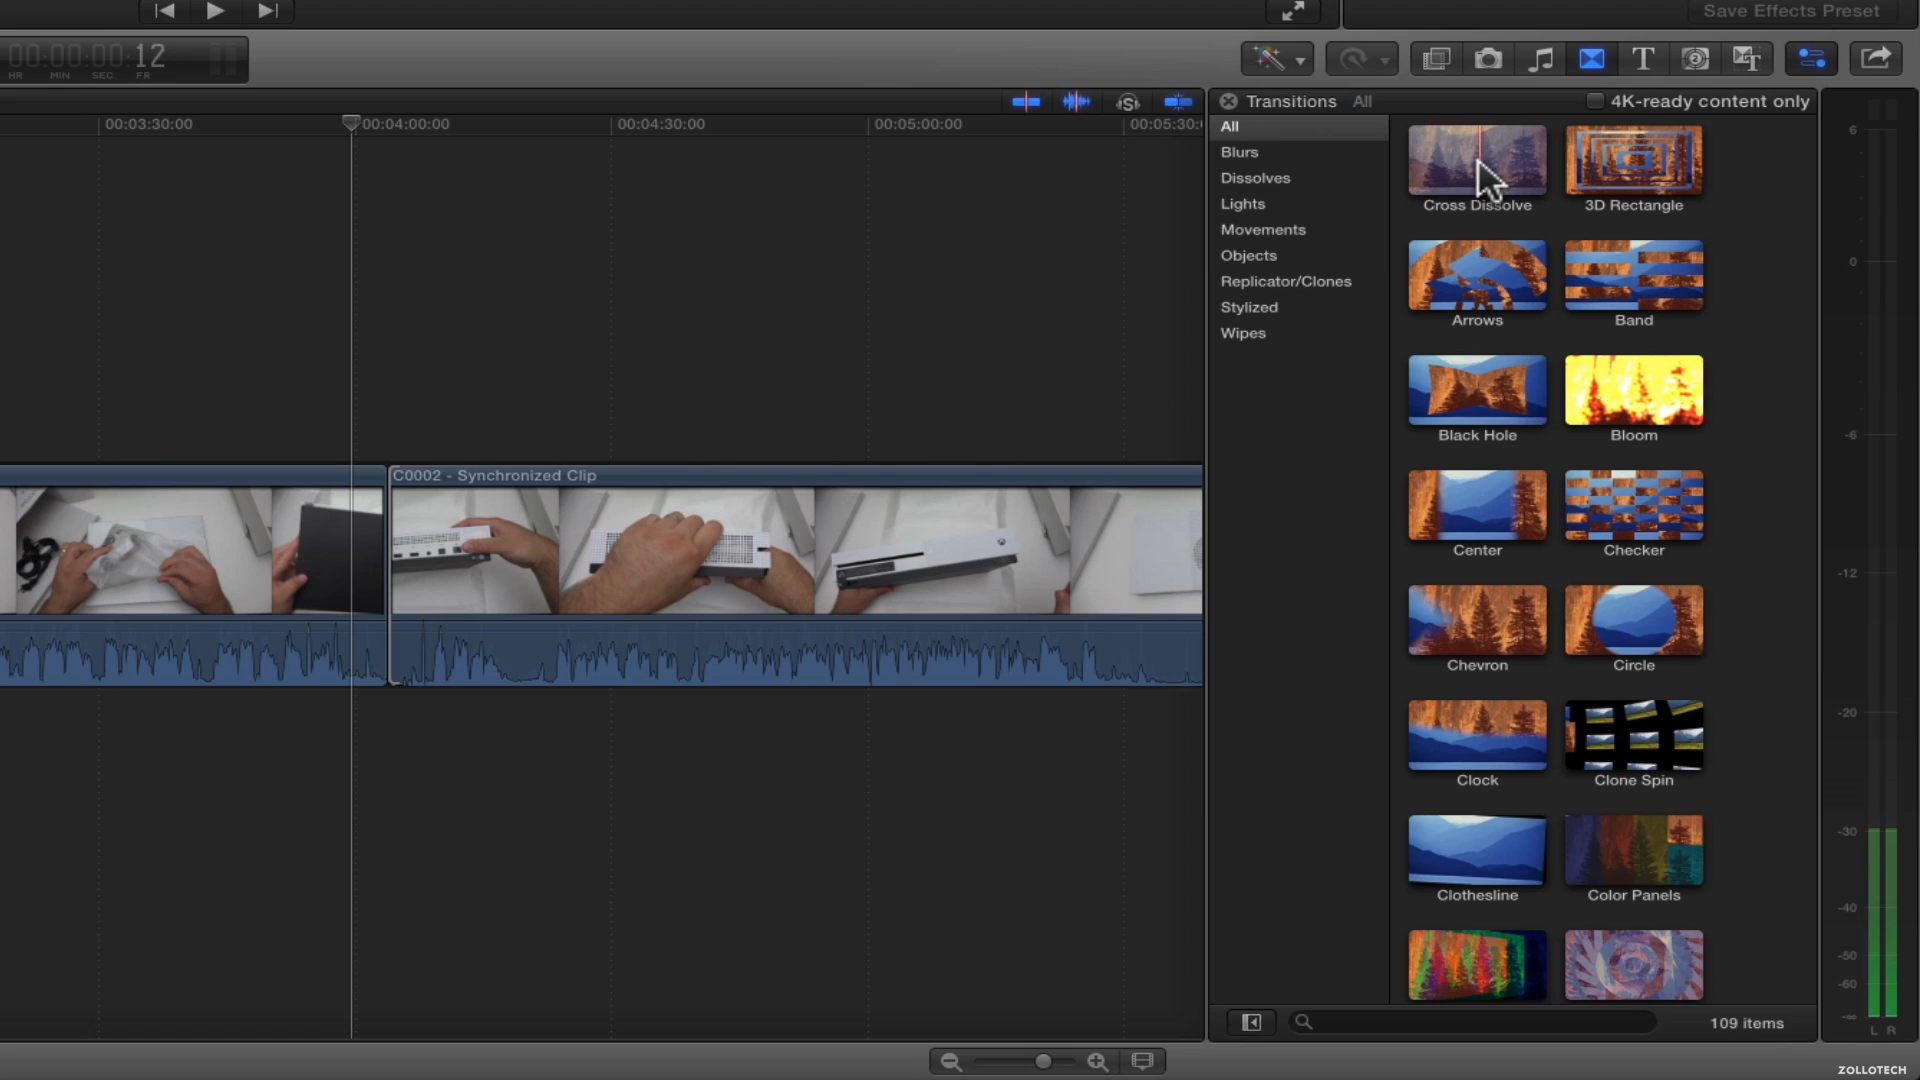 Save Effects Preset
00:00:00:00:12
HR MIN SEC FR
00:03:30:00
00:04:00:00
00:04:30:00
00:05:00:00
00:05:30:
Transitions All
4K-ready content only
All
Blurs
Dissolves
Lights
Movements
Objects
Replicator/Clones
Stylized
Wipes
Cross Dissolve
3D Rectangle
Arrows
Band
Black Hole
Bloom
Center
Checker
Chevron
Circle
Clock
Clone Spin
Clothesline
Color Panels
C0002 - Synchronized Clip
6
0
-6
-12
-20
-30
-40
-50
-60
-∞
L R
109 items
ZOLLOTECH